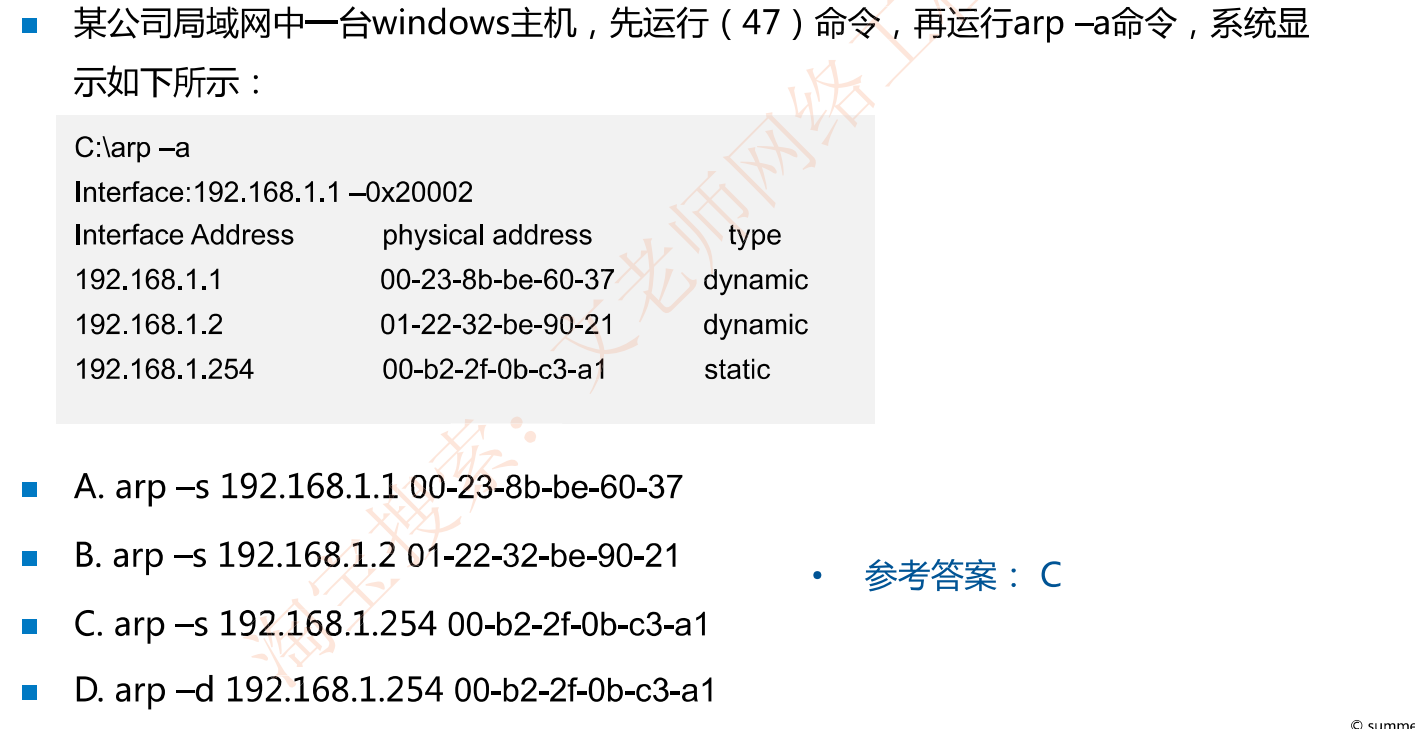 某公司局域网中一台windows主机，先运行（47）命令，再运行arp –a命令，系统显
示如下所示：
C:\arp –a
Interface:192.168.1.1 –0x20002
Interface Address physical address type
192.168.1.1 00-23-8b-be-60-37 dynamic
192.168.1.2 01-22-32-be-90-21 dynamic
192.168.1.254 00-b2-2f-0b-c3-a1 static
A. arp –s 192.168.1.1 00-23-8b-be-60-37
B. arp –s 192.168.1.2 01-22-32-be-90-21
C. arp –s 192.168.1.254 00-b2-2f-0b-c3-a1
D. arp –d 192.168.1.254 00-b2-2f-0b-c3-a1
参考答案： C
淘宝搜索：文老师网络工
© summe